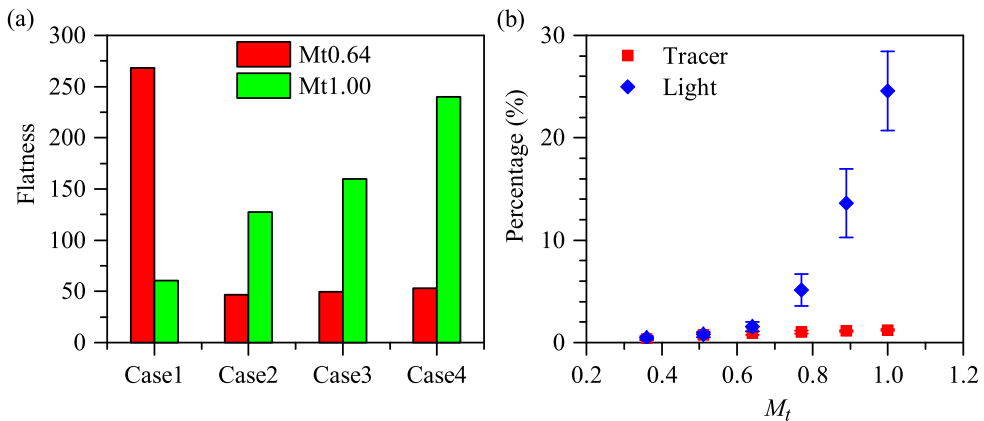 (a)
300
250
200
150
100
50
0
Flatness
Mt0.64
Mt1.00
Case1 Case2 Case3 Case4
(b)
30
20
10
0
Percentage (%)
Tracer
Light
0.2 0.4 0.6 0.8 1.0 1.2
M_t